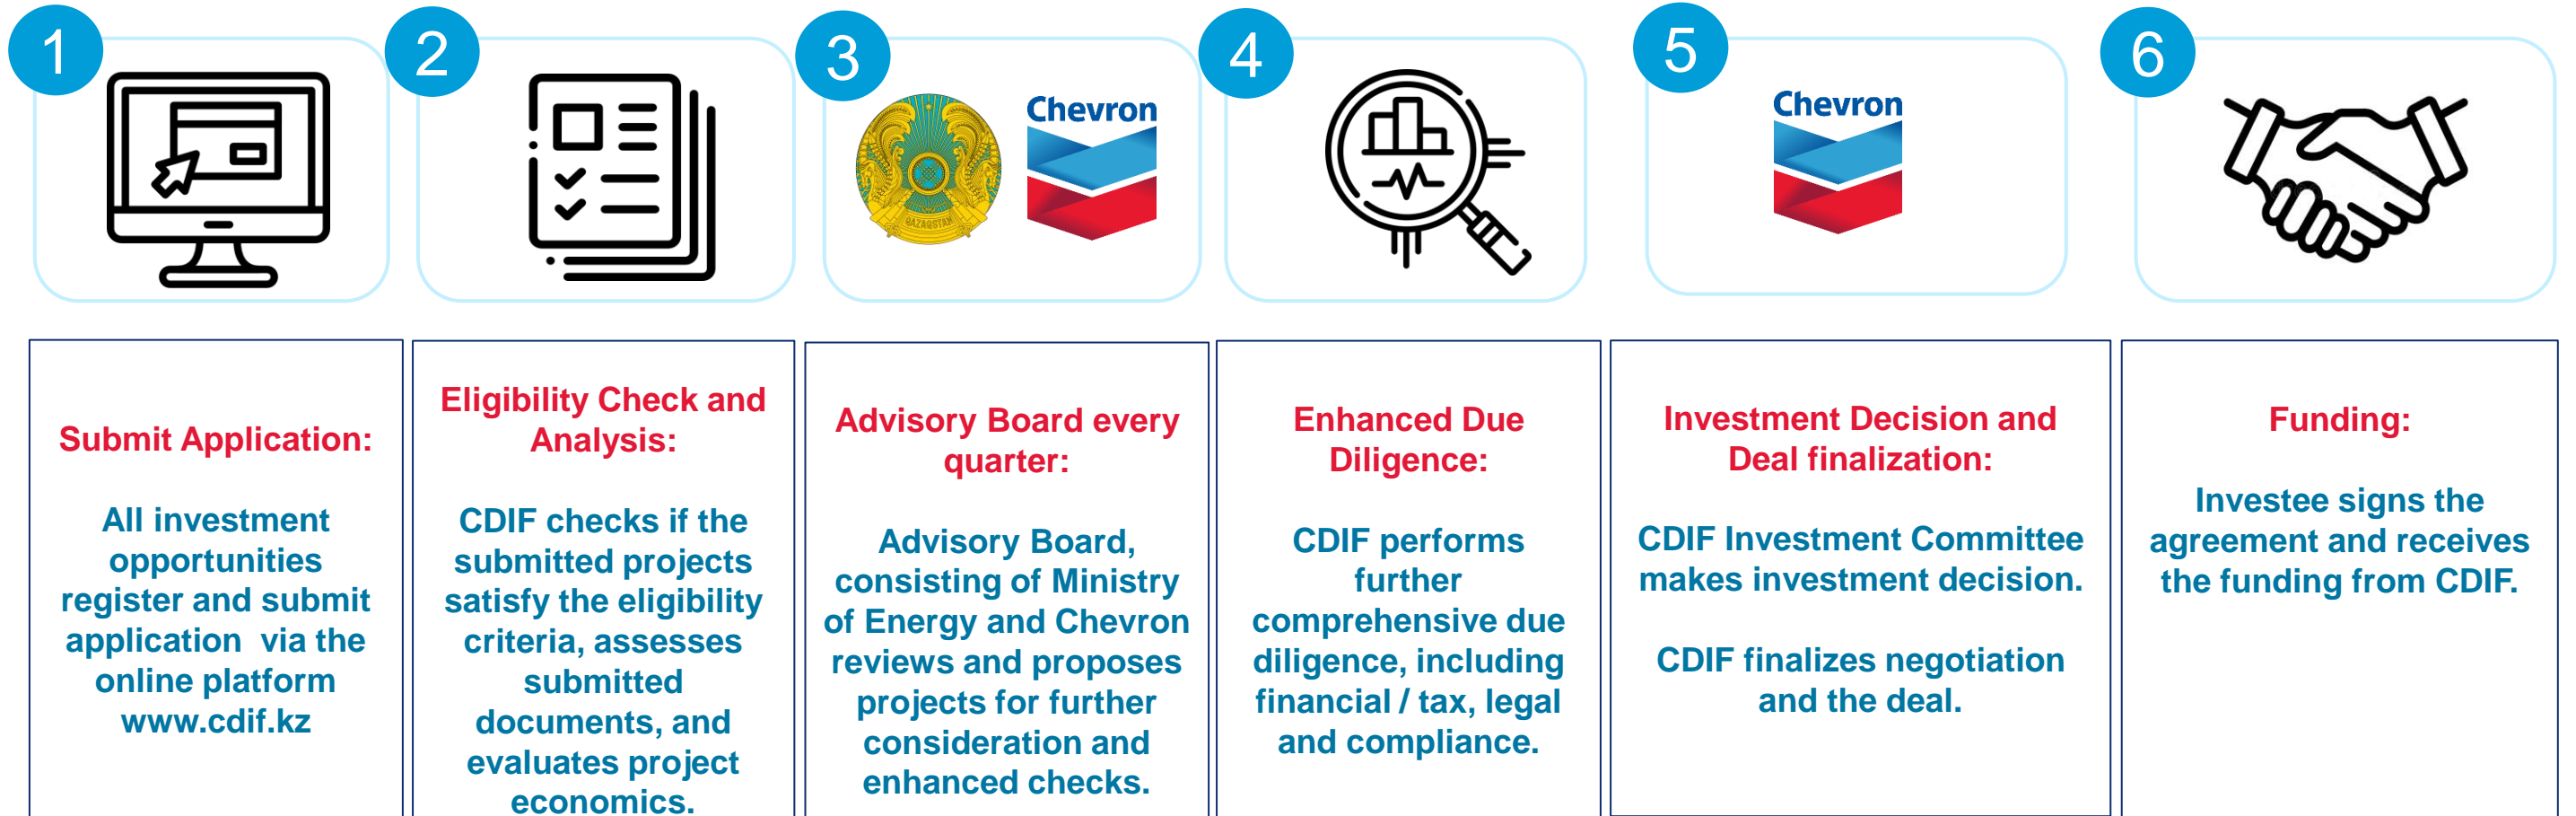 1
2
3
4
5
6
QAZAQSTAN
Chevron
Chevron
Submit Application:
All investment
opportunities
register and submit
application via the
online platform
www.cdif.kz
Eligibility Check and
Analysis:
CDIF checks if the
submitted projects
satisfy the eligibility
criteria, assesses
submitted
documents, and
evaluates project
economics.
Advisory Board every
quarter:
Advisory Board,
consisting of Ministry
of Energy and Chevron
reviews and proposes
projects for further
consideration and
enhanced checks.
Enhanced Due
Diligence:
CDIF performs
further
comprehensive due
diligence, including
financial / tax, legal
and compliance.
Investment Decision and
Deal finalization:
CDIF Investment Committee
makes investment decision.
CDIF finalizes negotiation
and the deal.
Funding:
Investee signs the
agreement and receives
the funding from CDIF.